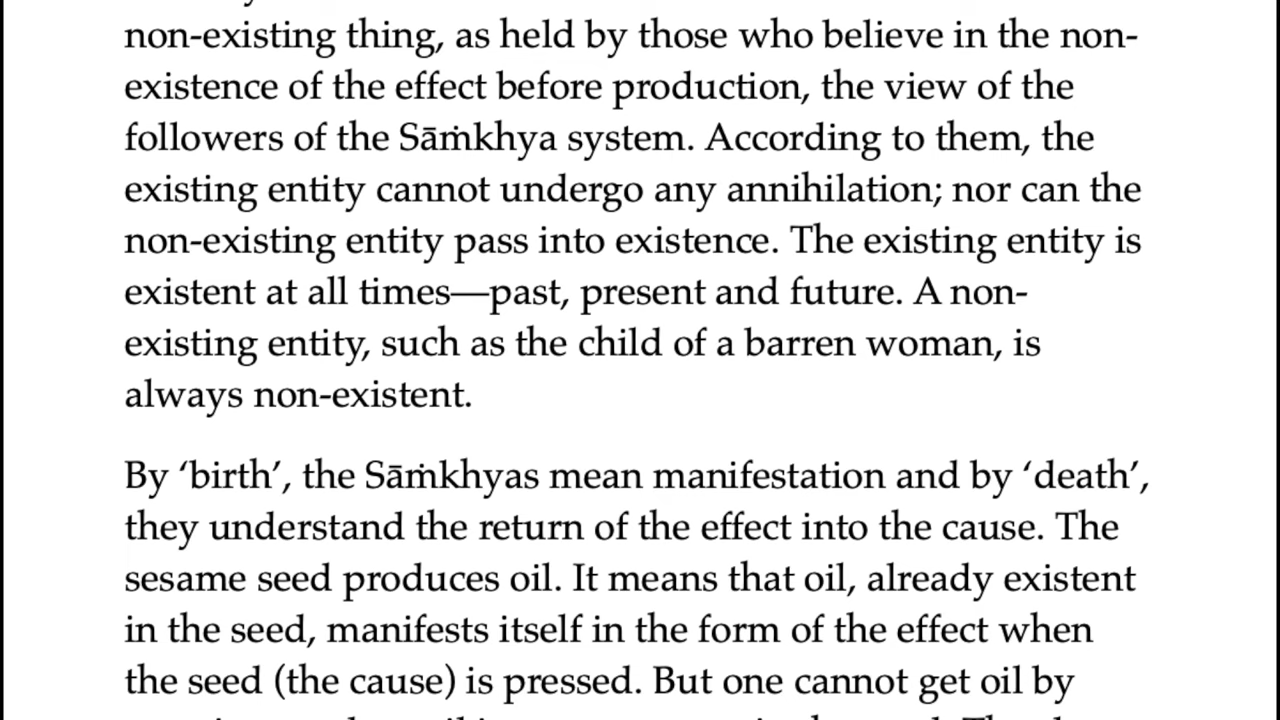 non-existing thing, as held by those who believe in the non-
existence of the effect before production, the view of the
followers of the Sāṁkhya system. According to them, the
existing entity cannot undergo any annihilation; nor can the
non-existing entity pass into existence. The existing entity is
existent at all times—past, present and future. A non-
existing entity, such as the child of a barren woman, is
always non-existent.
By ‘birth’, the Sāṁkhyas mean manifestation and by ‘death’,
they understand the return of the effect into the cause. The
sesame seed produces oil. It means that oil, already existent
in the seed, manifests itself in the form of the effect when
the seed (the cause) is pressed. But one cannot get oil by